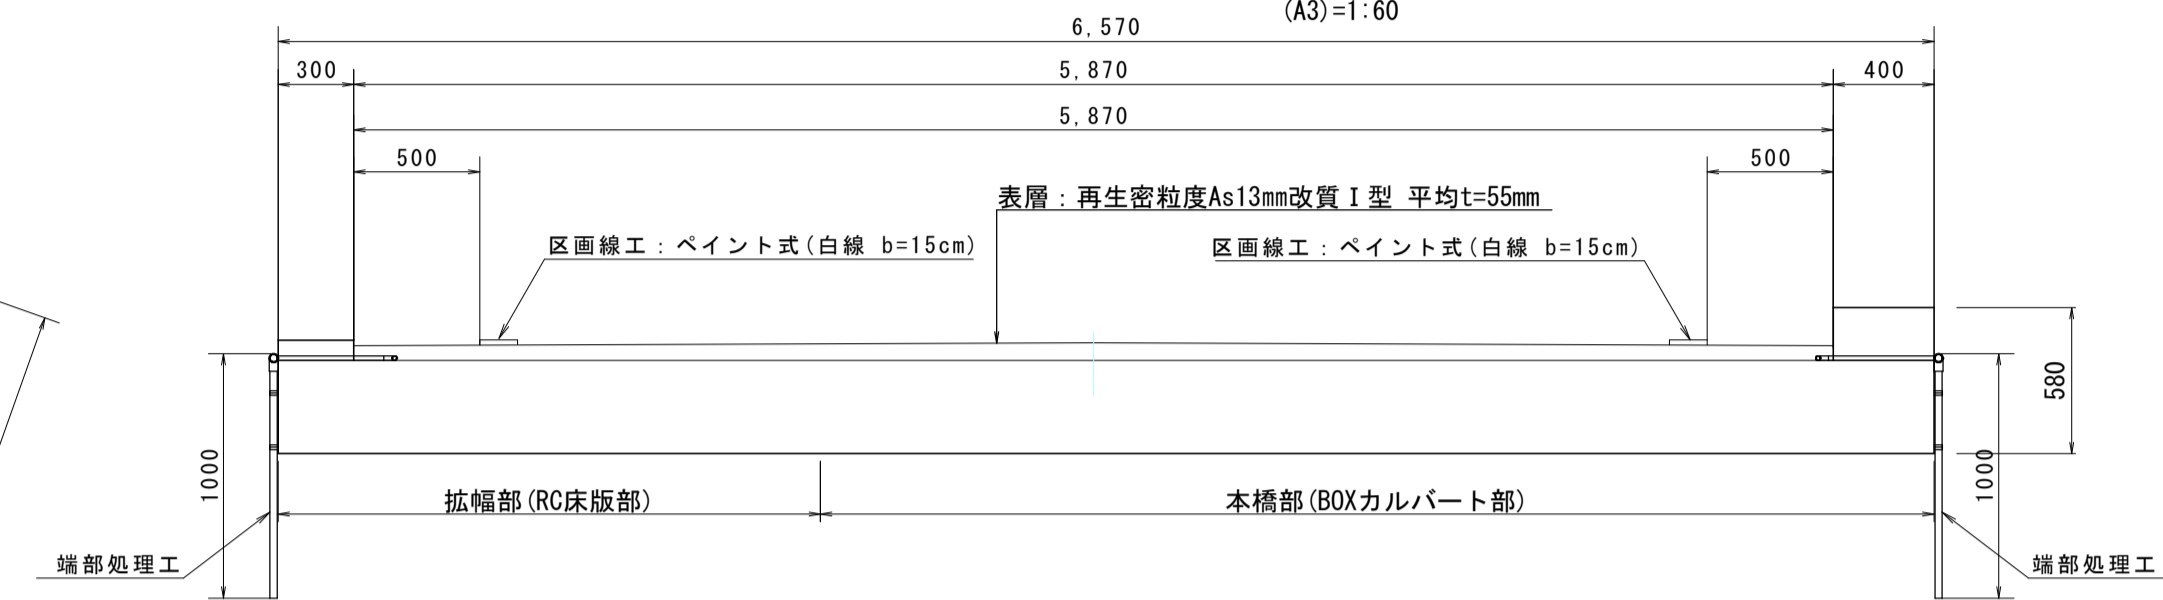 (A3)=1:60
6,570
300
5,870
400
5,870
500
500
表層：再生密粒度As13mm改質Ⅰ型 平均t=55mm
区画線工：ペイント式(白線 b=15cm)
区画線工：ペイント式(白線 b=15cm)
580
1000
1000
拡幅部(RC床版部)
本橋部(BOXカルバート部)
端部処理工
端部処理工